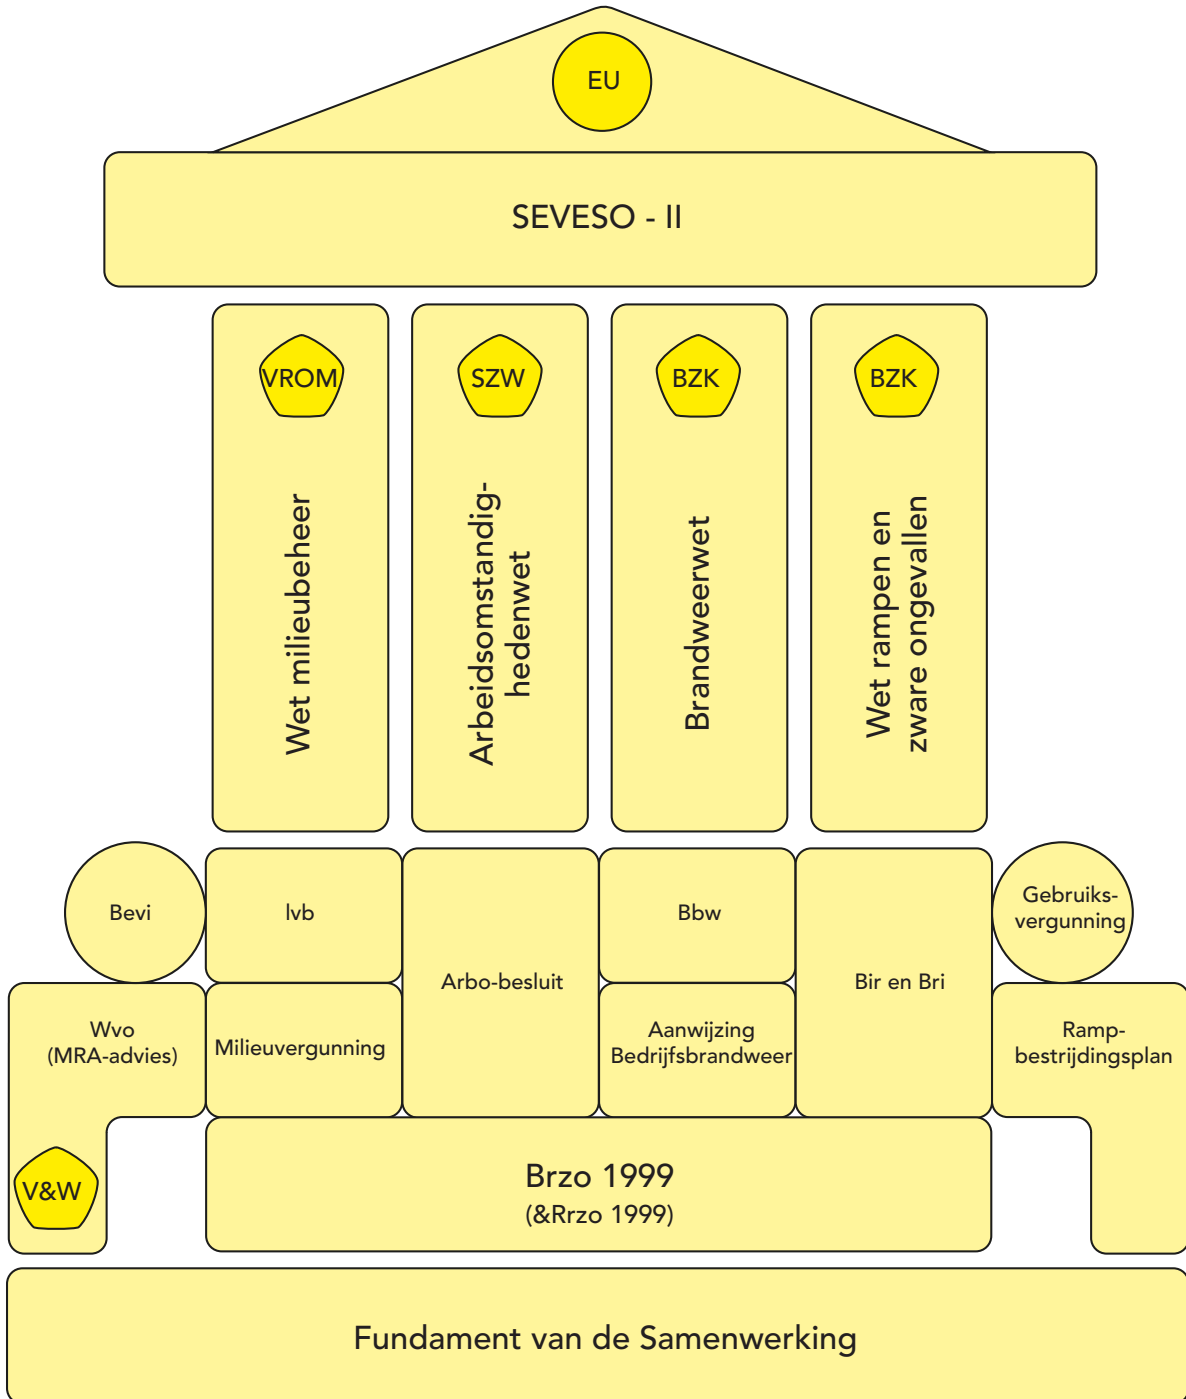 EU
SEVESO - II
VROM
SZW
BZK
BZK
Wet milieubeheer
Arbeidsomstandig-
hedenwet
Brandweerwet
Wet rampen en
zware ongevallen
Bevi
Ivb
Arbo-besluit
Bbw
Bir en Bri
Gebruiks-
vergunning
Wvo
(MRA-advies)
Milieuvergunning
Aanwijzing
Bedrijfsbrandweer
Ramp-
bestrijdingsplan
V&W
Brzo 1999
(&Rrzo 1999)
Fundament van de Samenwerking